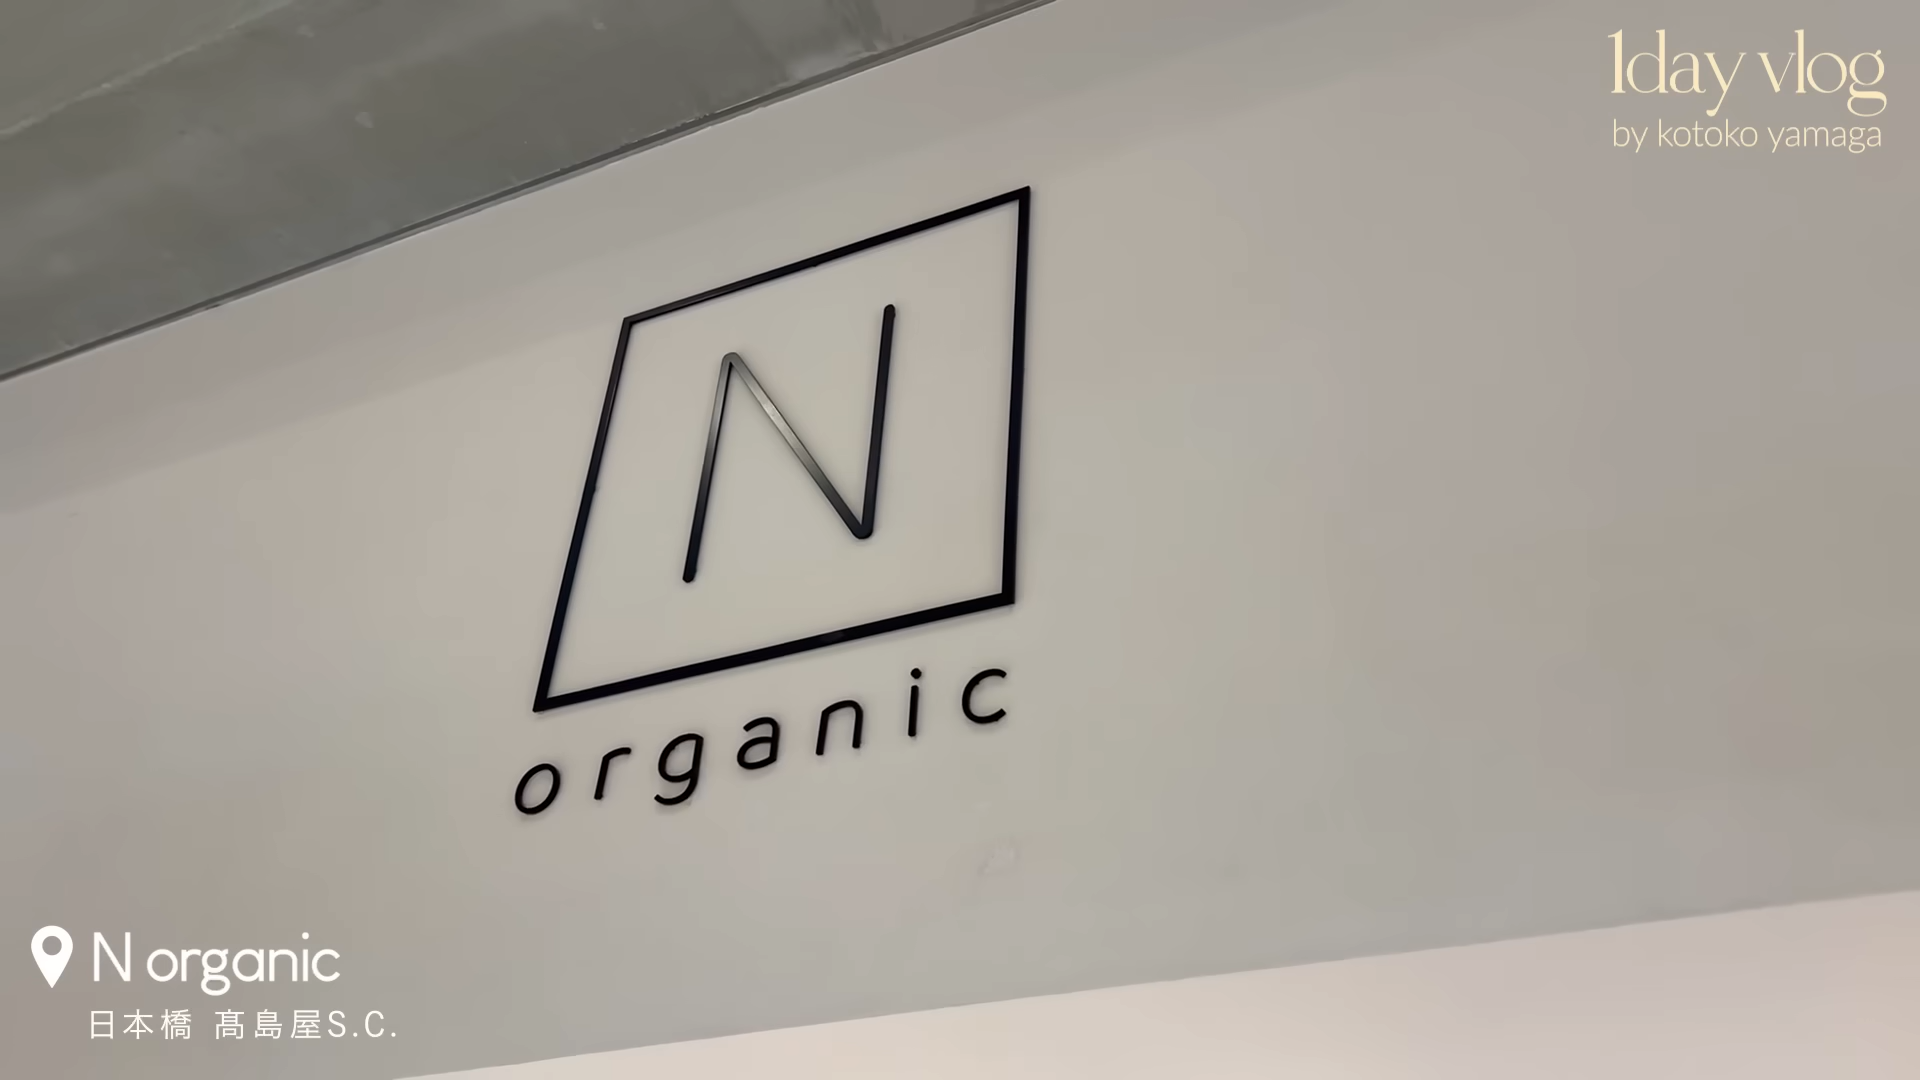 1day vlog
by kotoko yamaga
N
organic
N organic
日本橋 髙島屋S.C.